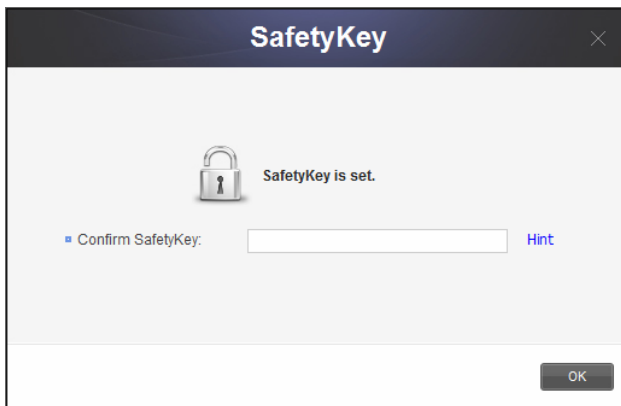 SafetyKey
SafetyKey is set.
Confirm SafetyKey:
Hint
OK